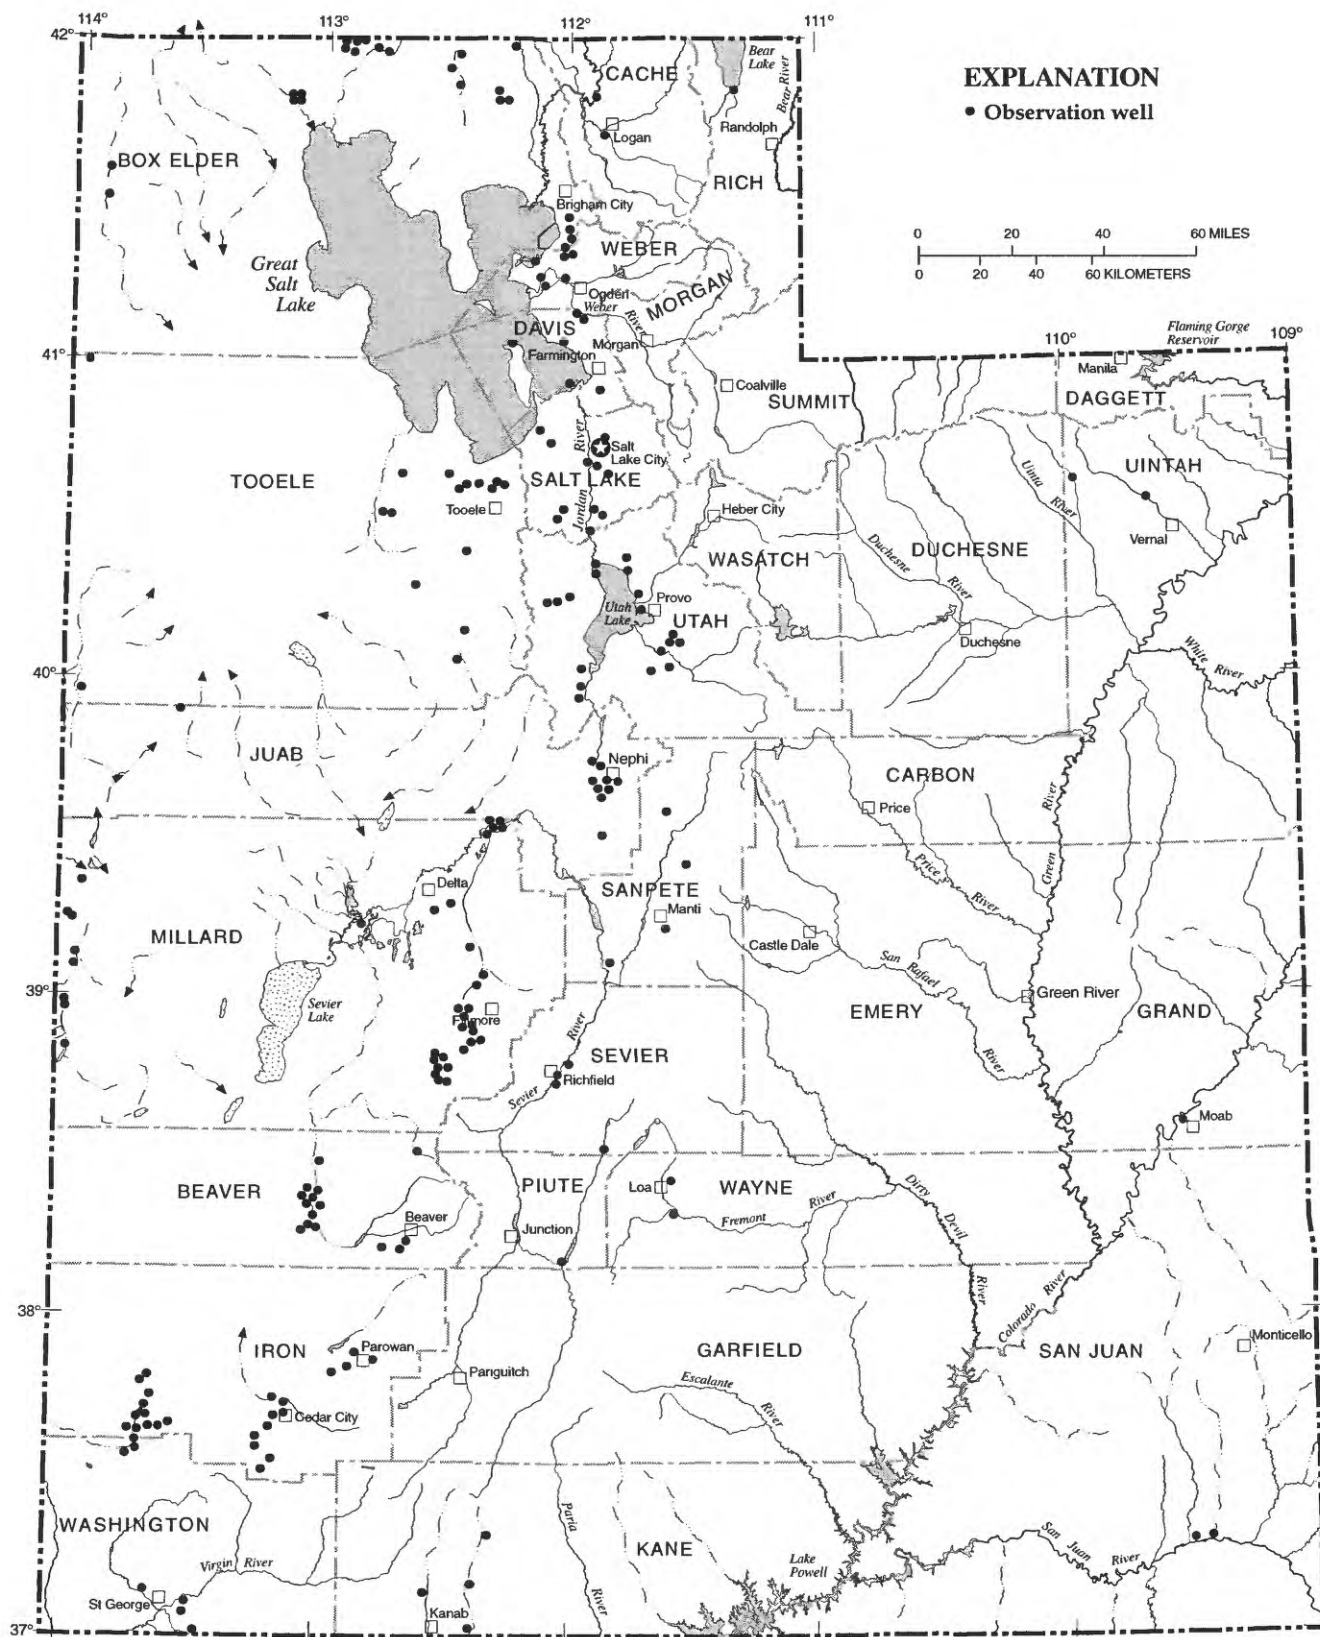 114°
113°
112°
111°
42°
CACHE
Bear
Lake
Bear River
EXPLANATION
Observation well
Logan
Randolph
BOX ELDER
RICH
Brigham City
WEBER
0 20 40 60 MILES
0 20 40 60 KILOMETERS
Great
Salt
Lake
Ogden
Weber
River
MORGAN
DAVIS
Farmington
Morgan
41°
110°
109°
Flaming Gorge
Reservoir
Manila
Coalville
SUMMIT
DAGGETT
River
Salt
Lake City
Uinta
River
UINTAH
TOOELE
SALT LAKE
Tooele
Jordan
Heber City
Vernal
WASATCH
Duchesne
River
DUCHESNE
Utah
Lake
Provo
UTAH
Duchesne
White River
40°
JUAB
Nephi
CARBON
Price
River
Green
Price
River
Delta
SANPETE
Manti
MILLARD
Castle Dale
San Rafael
River
39°
Sevier
Lake
Fillmore
EMERY
Green River
GRAND
River
SEVIER
Richfield
Sevier
Moab
BEAVER
PIUTE
Loa
WAYNE
Beaver
Junction
Fremont River
Dirty
Devil
River
38°
Colorado River
IRON
Parowan
GARFIELD
SAN JUAN
Monticello
Panguitch
Escalante
River
Cedar City
WASHINGTON
Virgin River
Paria
River
KANE
Lake
Powell
San Juan
River
St George
Kanab
37°